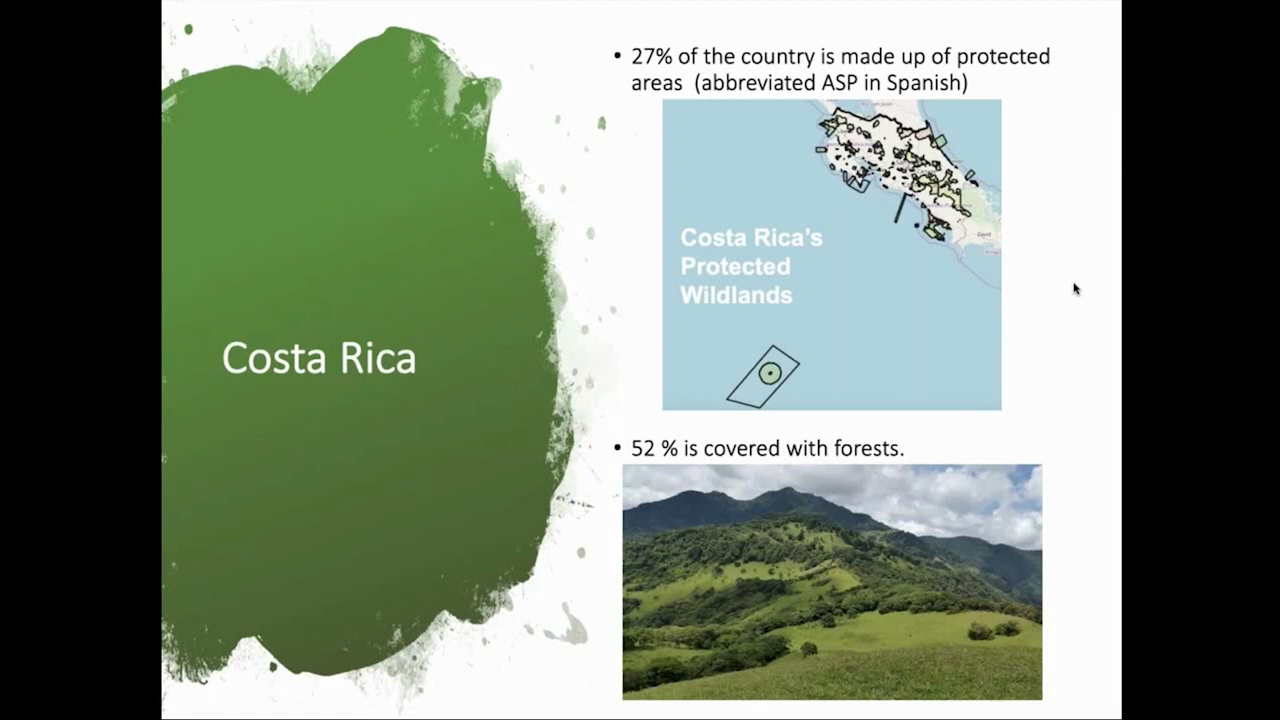 Costa Rica
• 27% of the country is made up of protected
areas (abbreviated ASP in Spanish)
Costa Rica’s
Protected
Wildlands
David
• 52 % is covered with forests.